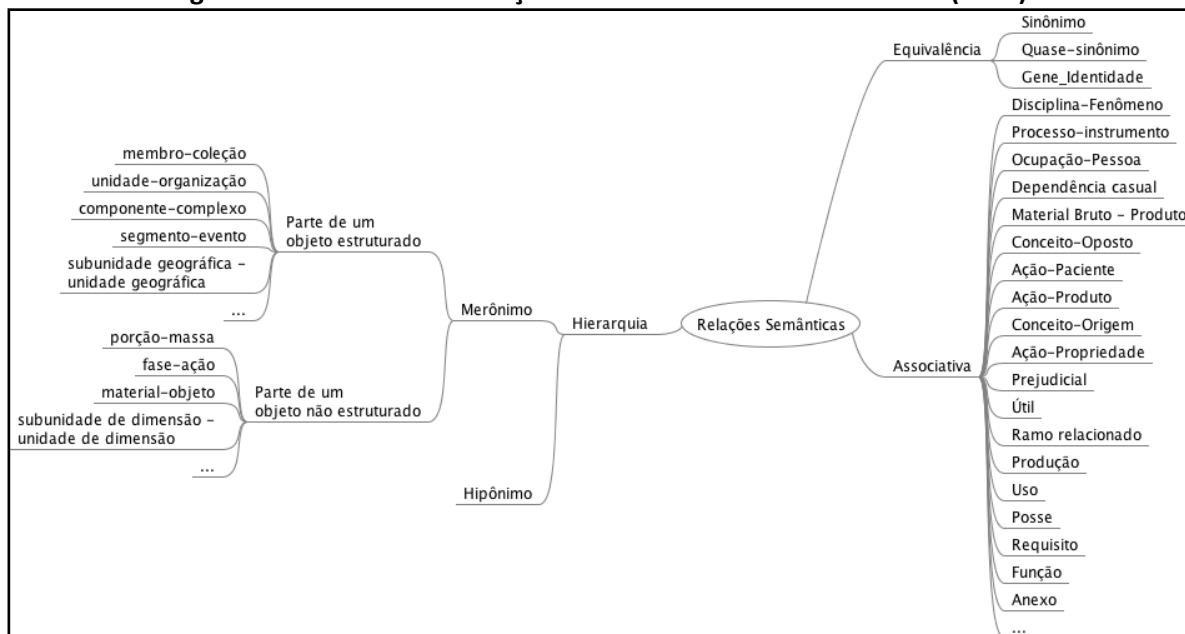 Sinônimo
Equivalência
Quase-sinônimo
Gene_Identidade
Disciplina-Fenômeno
Processo-instrumento
Ocupação-Pessoa
Dependência casual
Material Bruto - Produto
Conceito-Oposto
Ação-Paciente
Ação-Produto
Conceito-Origem
Ação-Propriedade
Associativa
Prejudicial
Útil
Ramo relacionado
Produção
Uso
Posse
Requisito
Função
Anexo
...
Relações Semânticas
Hierarquia
Merônimo
Parte de um
objeto estruturado
membro-coleção
unidade-organização
componente-complexo
segmento-evento
subunidade geográfica -
unidade geográfica
...
Parte de um
objeto não estruturado
porção-massa
fase-ação
material-objeto
subunidade de dimensão -
unidade de dimensão
...
Hipônimo